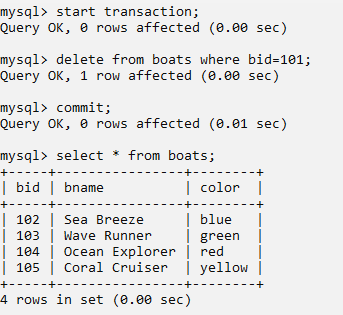 mysql> start transaction;
Query OK, 0 rows affected (0.00 sec)
mysql> delete from boats where bid=101;
Query OK, 1 row affected (0.00 sec)
mysql> commit;
Query OK, 0 rows affected (0.01 sec)
mysql> select * from boats;
+-----+----------------+--------+
| bid | bname          | color  |
+-----+----------------+--------+
| 102 | Sea Breeze     | blue   |
| 103 | Wave Runner    | green  |
| 104 | Ocean Explorer | red    |
| 105 | Coral Cruiser  | yellow |
+-----+----------------+--------+
4 rows in set (0.00 sec)